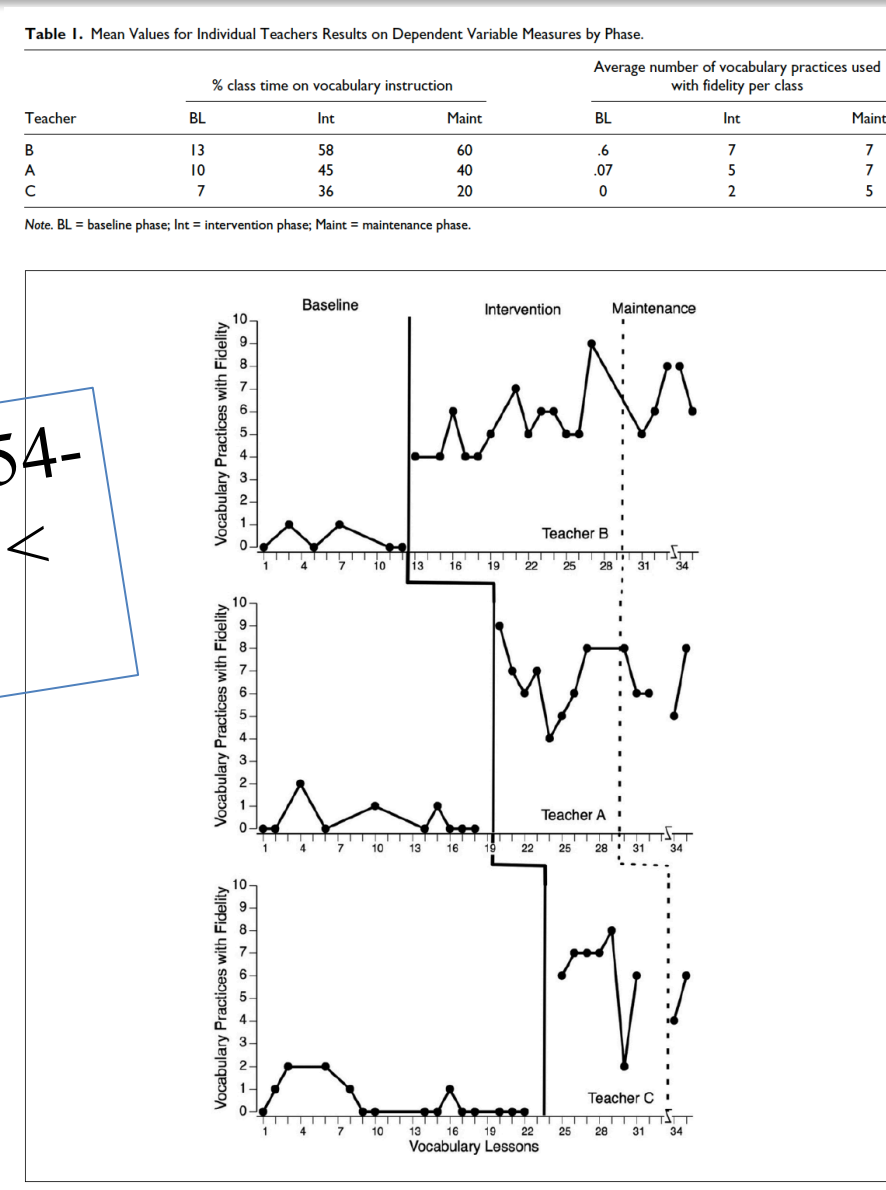 Table 1. Mean Values for Individual Teachers Results on Dependent Variable Measures by Phase.
% class time on vocabulary instruction
Average number of vocabulary practices used with fidelity per class
Teacher BL Int Maint BL Int Maint
B 13 58 60 .6 7 7
A 10 45 40 .07 5 7
C 7 36 20 0 2 5
Note. BL = baseline phase; Int = intervention phase; Maint = maintenance phase.
54-
<
Baseline Intervention Maintenance
Vocabulary Practices with Fidelity
10
9
8
7
6
5
4
3
2
1
0
Teacher B
1 4 7 10 13 16 19 22 25 28 31 34
Vocabulary Practices with Fidelity
10
9
8
7
6
5
4
3
2
1
0
Teacher A
1 4 7 10 13 16 19 22 25 28 31 34
Vocabulary Practices with Fidelity
10
9
8
7
6
5
4
3
2
1
0
Teacher C
1 4 7 10 13 16 19 22 25 28 31 34
Vocabulary Lessons